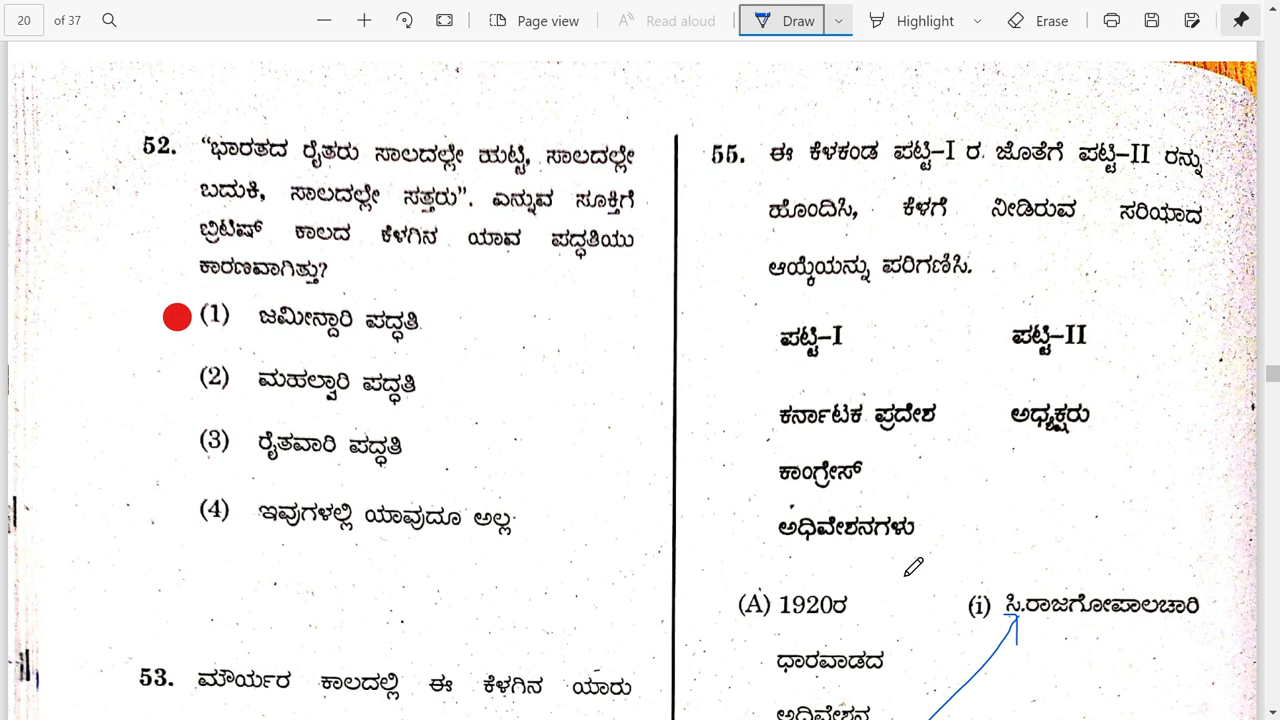 20 of 37 Page view Read aloud Draw Highlight Erase
52. "ಭಾರತದ ರೈತರು ಸಾಲದಲ್ಲೇ ಹುಟ್ಟಿ, ಸಾಲದಲ್ಲೇ
ಬದುಕಿ, ಸಾಲದಲ್ಲೇ ಸತ್ತರು". ಎನ್ನುವ ಸೂಕ್ತಿಗೆ
ಬ್ರಿಟಿಷ್ ಕಾಲದ ಕೆಳಗಿನ ಯಾವ ಪದ್ಧತಿಯು
ಕಾರಣವಾಗಿತ್ತು?
(1) ಜಮೀನ್ದಾರಿ ಪದ್ಧತಿ
(2) ಮಹಲ್ವಾರಿ ಪದ್ಧತಿ
(3) ರೈತವಾರಿ ಪದ್ಧತಿ
(4) ಇವುಗಳಲ್ಲಿ ಯಾವುದೂ ಅಲ್ಲ
53. ಮೌರ್ಯರ ಕಾಲದಲ್ಲಿ ಈ ಕೆಳಗಿನ ಯಾರು
55. ಈ ಕೆಳಕಂಡ ಪಟ್ಟಿ-I ರ ಜೊತೆಗೆ ಪಟ್ಟಿ-II ರನ್ನು
ಹೊಂದಿಸಿ, ಕೆಳಗೆ ನೀಡಿರುವ ಸರಿಯಾದ
ಆಯ್ಕೆಯನ್ನು ಪರಿಗಣಿಸಿ.
ಪಟ್ಟಿ-I ಪಟ್ಟಿ-II
ಕರ್ನಾಟಕ ಪ್ರದೇಶ ಅಧ್ಯಕ್ಷರು
ಕಾಂಗ್ರೇಸ್
ಅಧಿವೇಶನಗಳು
(A) 1920ರ (i) ಸಿ.ರಾಜಗೋಪಾಲಚಾರಿ
ಧಾರವಾಡದ
ಅಧಿವೇಶನ